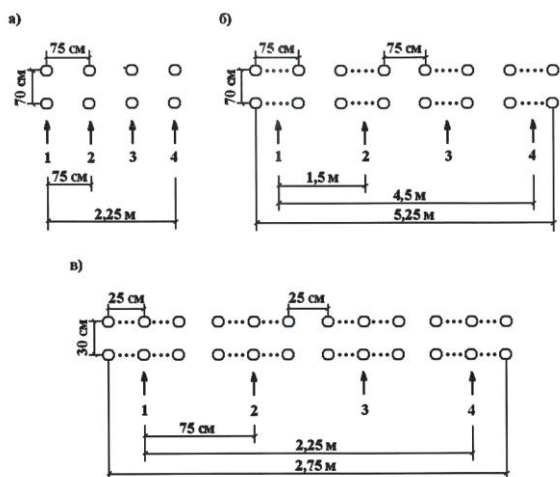 а)
75 см
70 см
1 2 3 4
75 см
2,25 м
б)
75 см 75 см
70 см
1 2 3 4
1,5 м
4,5 м
5,25 м
в)
25 см 25 см
30 см
1 2 3 4
75 см
2,25 м
2,75 м